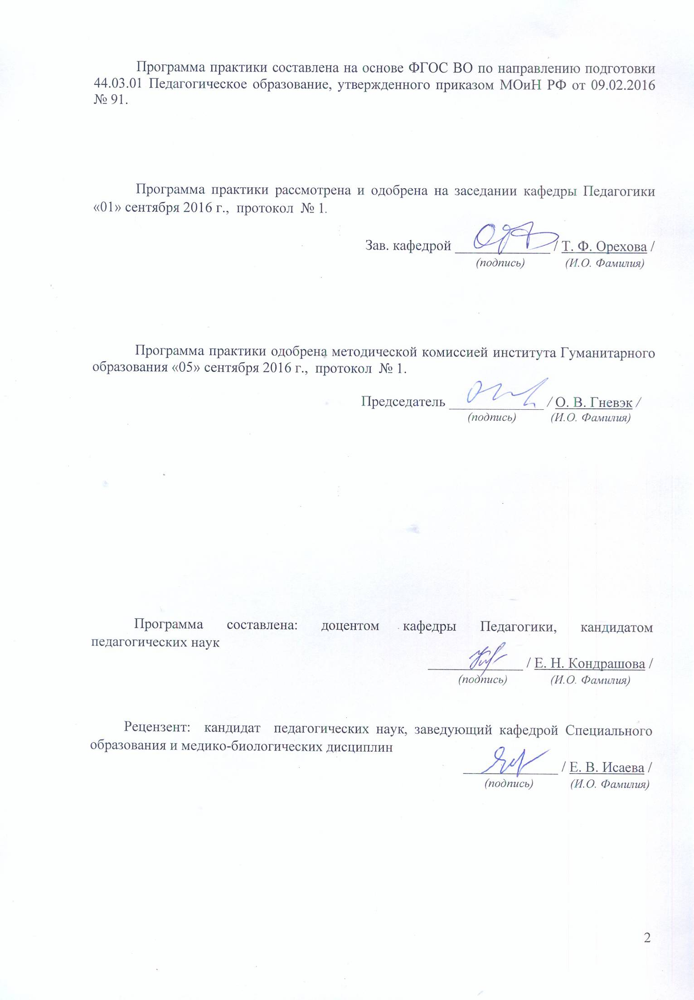 Программа практики составлена на основе ФГОС ВО по направлению подготовки
44.03.01 Педагогическое образование, утвержденного приказом МОиН РФ от 09.02.2016
№ 91.
Программа практики рассмотрена и одобрена на заседании кафедры Педагогики
«01» сентября 2016 г., протокол № 1.
Зав. кафедрой _______________ / Т. Ф. Орехова /
(подпись) (И.О. Фамилия)
Программа практики одобрена методической комиссией института Гуманитарного
образования «05» сентября 2016 г., протокол № 1.
Председатель _______________ / О. В. Гневэк /
(подпись) (И.О. Фамилия)
Программа составлена: доцентом кафедры Педагогики, кандидатом
педагогических наук
_______________ / Е. Н. Кондрашова /
(подпись) (И.О. Фамилия)
Рецензент: кандидат педагогических наук, заведующий кафедрой Специального
образования и медико-биологических дисциплин
_______________ / Е. В. Исаева /
(подпись) (И.О. Фамилия)
2